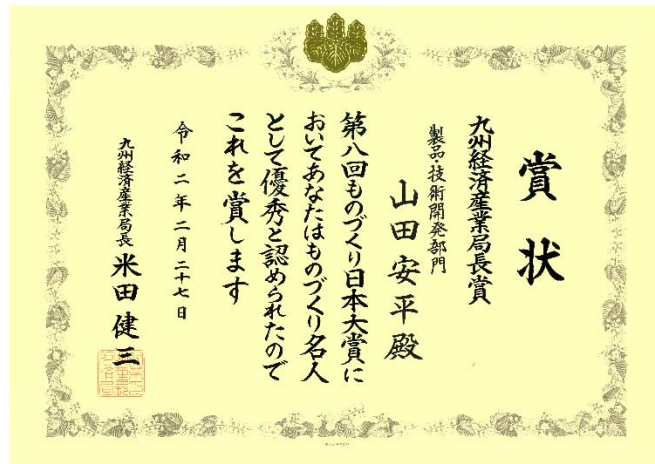 賞状
九州経済産業局長賞
製品・技術開発部門
山田安平殿
第八回ものづくり日本大賞に
おいてあなたはものづくり名人
として優秀と認められたので
これを賞します
令和二年二月二十七日
九州経済産業局長 米田健三